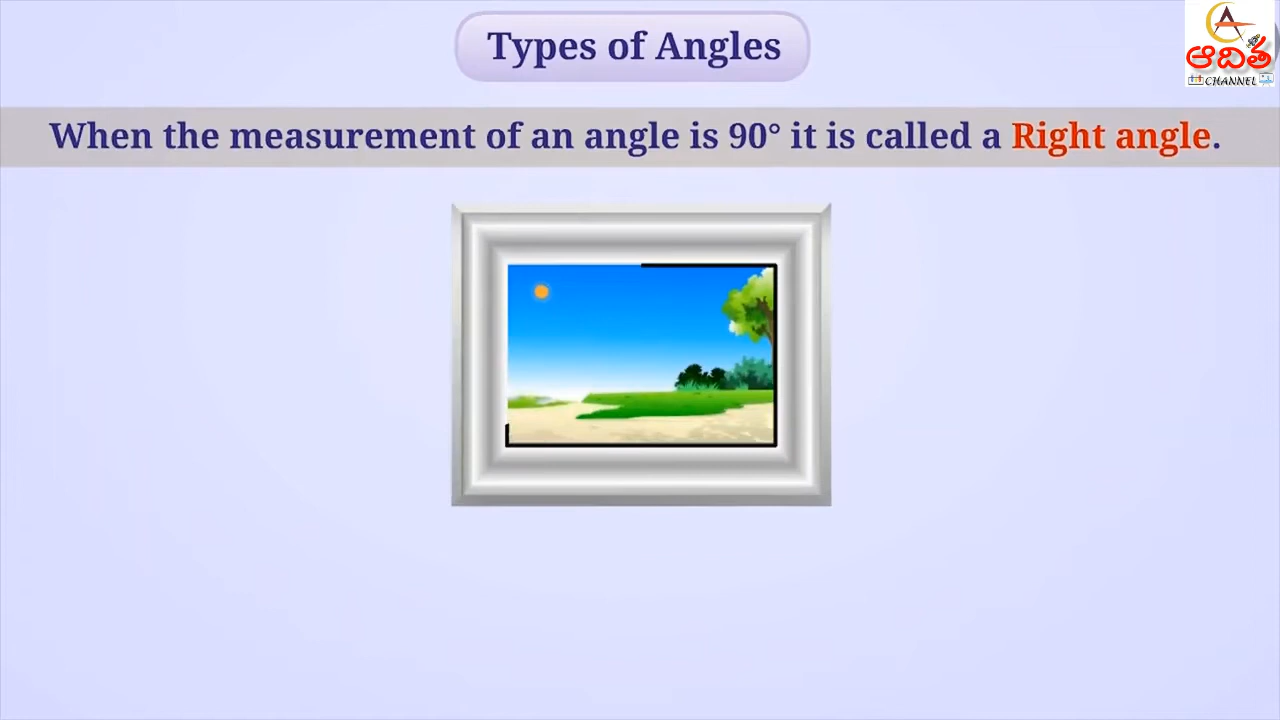 Types of Angles
When the measurement of an angle is 90° it is called a Right angle.
ఆదిత్య
CHANNEL